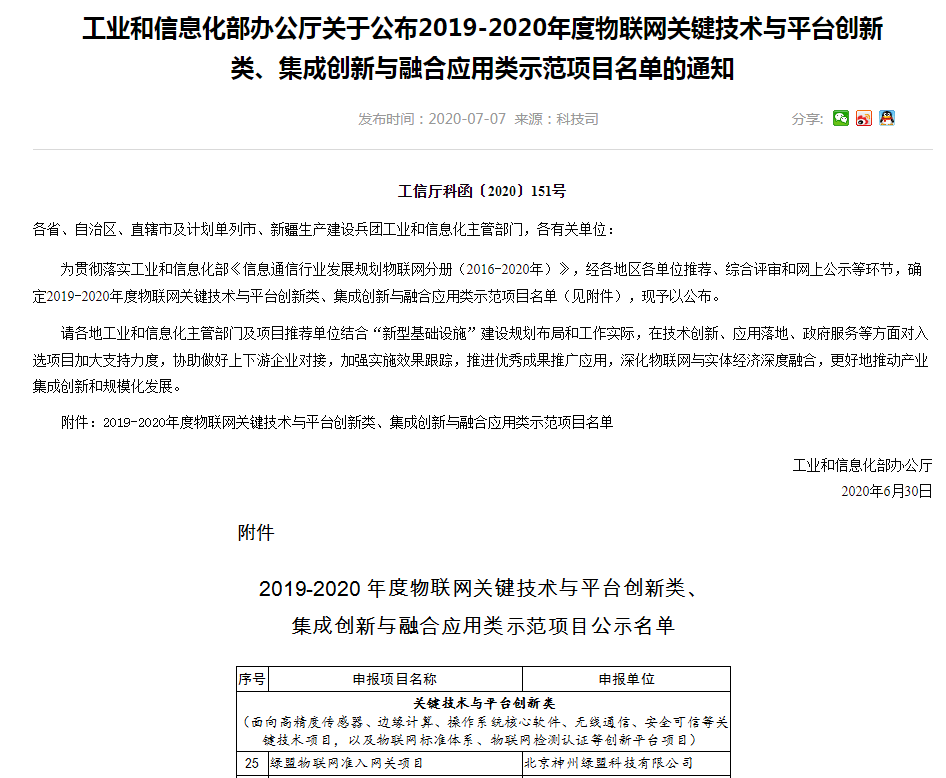 工业和信息化部办公厅关于公布2019-2020年度物联网关键技术与平台创新
类、集成创新与融合应用类示范项目名单的通知
发布时间：2020-07-07 来源：科技司 分享:
工信厅科函〔2020〕151号
各省、自治区、直辖市及计划单列市、新疆生产建设兵团工业和信息化主管部门，各有关单位：
为贯彻落实工业和信息化部《信息通信行业发展规划物联网分册（2016-2020年）》，经各地区各单位推荐、综合评审和网上公示等环节，确
定2019-2020年度物联网关键技术与平台创新类、集成创新与融合应用类示范项目名单（见附件），现予以公布。
请各地工业和信息化主管部门及项目推荐单位结合“新型基础设施”建设规划布局和工作实际，在技术创新、应用落地、政府服务等方面对入
选项目加大支持力度，协助做好上下游企业对接，加强实施效果跟踪，推进优秀成果推广应用，深化物联网与实体经济深度融合，更好地推动产业
集成创新和规模化发展。
附件：2019-2020年度物联网关键技术与平台创新类、集成创新与融合应用类示范项目名单
工业和信息化部办公厅
2020年6月30日
附件
2019-2020 年度物联网关键技术与平台创新类、
集成创新与融合应用类示范项目公示名单
序号 申报项目名称 申报单位
关键技术与平台创新类
（面向高精度传感器、边缘计算、操作系统核心软件、无线通信、安全可信等关
键技术项目，以及物联网标准体系、物联网检测认证等创新平台项目）
25 绿盟物联网准入网关项目 北京神州绿盟科技有限公司